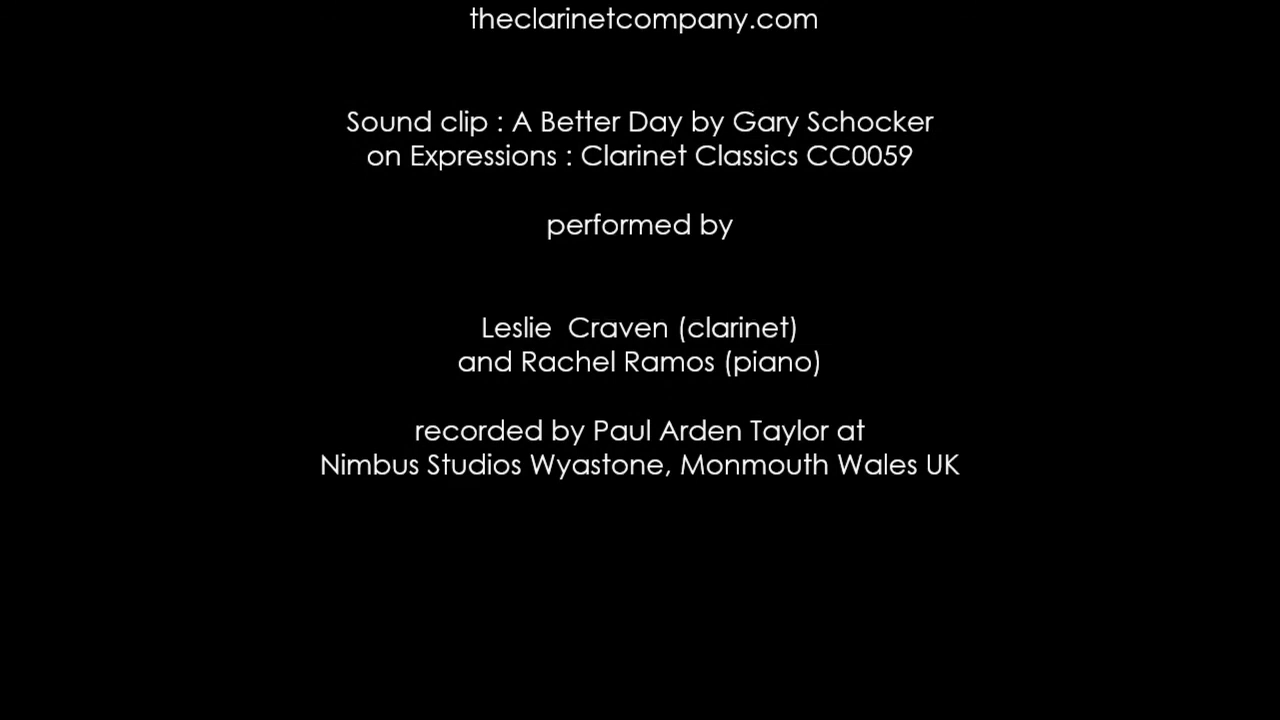 theclarinetcompany.com
Sound clip : A Better Day by Gary Schocker
on Expressions : Clarinet Classics CC0059
performed by
Leslie  Craven (clarinet)
and Rachel Ramos (piano)
recorded by Paul Arden Taylor at
Nimbus Studios Wyastone, Monmouth Wales UK